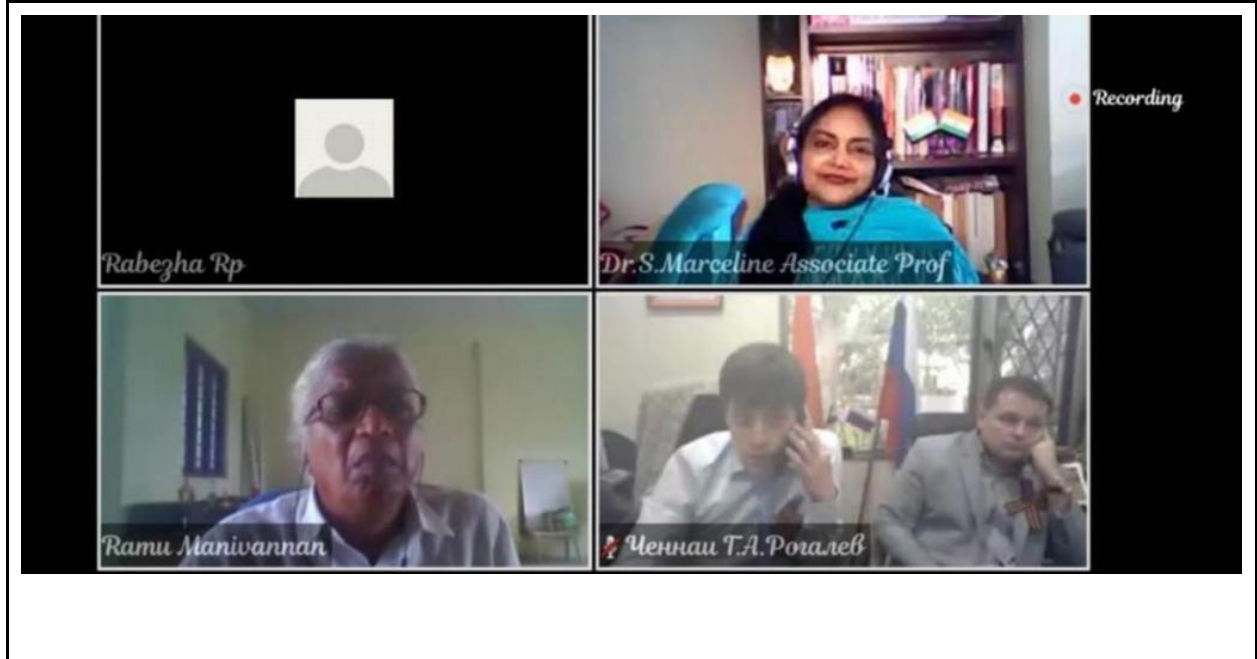 Recording
Rabezha Rp
Dr.S.Marceline Associate Prof
Ramu Manivannan
Ченнаи Г.А.Рогалев